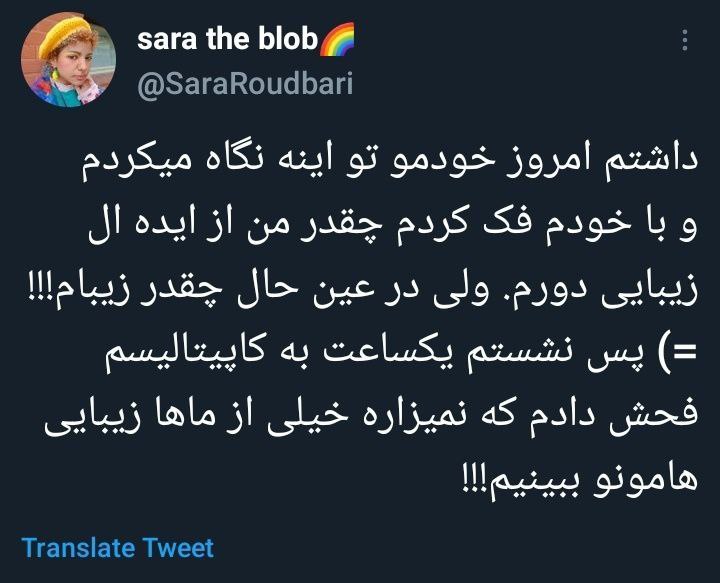 sara the blob🌈
@SaraRoudbari
داشتم امروز خودمو تو اینه نگاه میکردم
و با خودم فک کردم چقدر من از ایده ال
زیبایی دورم. ولی در عین حال چقدر زیبام!!!
=) پس نشستم یکساعت به کاپیتالیسم
فحش دادم که نمیزاره خیلی از ماها زیبایی
هامونو ببینیم!!!
Translate Tweet